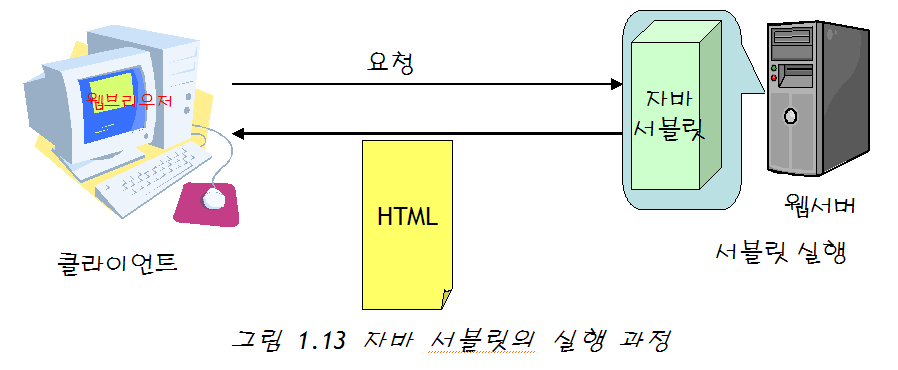 요청
웹브라우저
자바
서블릿
HTML
웹서버
클라이언트
서블릿 실행
그림 1.13 자바 서블릿의 실행 과정